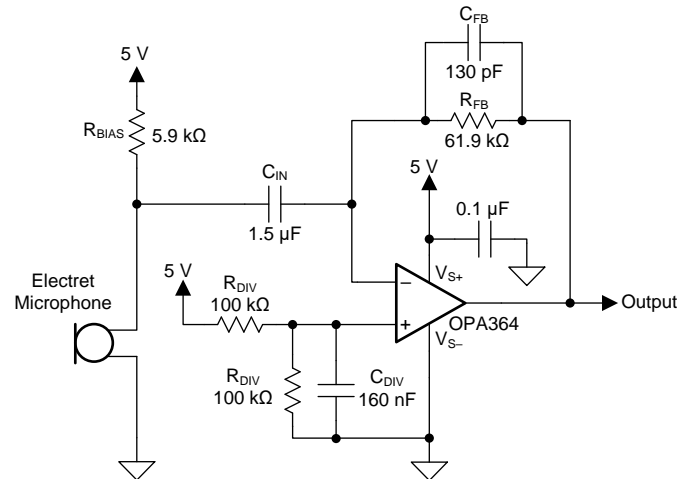 C_FB
130 pF
R_FB
61.9 kΩ
5 V
R_BIAS
5.9 kΩ
C_IN
1.5 µF
5 V
0.1 µF
V_S+
Electret
Microphone
5 V
R_DIV
100 kΩ
–
+
OPA364
V_S–
Output
R_DIV
100 kΩ
C_DIV
160 nF